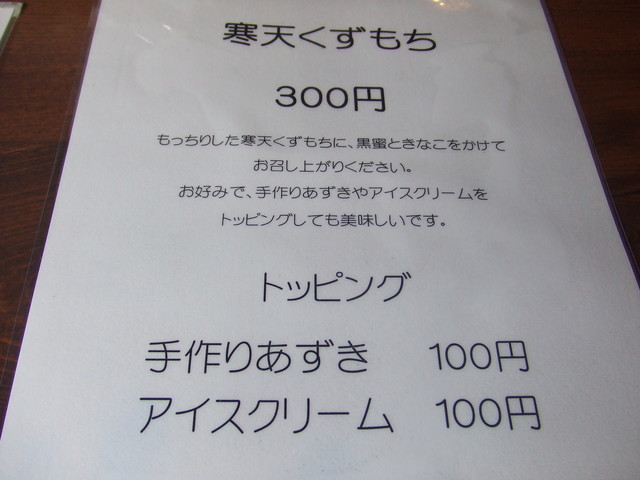 寒天くずもち
300円
もっちりした寒天くずもちに、黒蜜ときなこをかけて
お召し上がりください。
お好みで、手作りあずきやアイスクリームを
トッピングしても美味しいです。
トッピング
手作りあずき 100円
アイスクリーム 100円